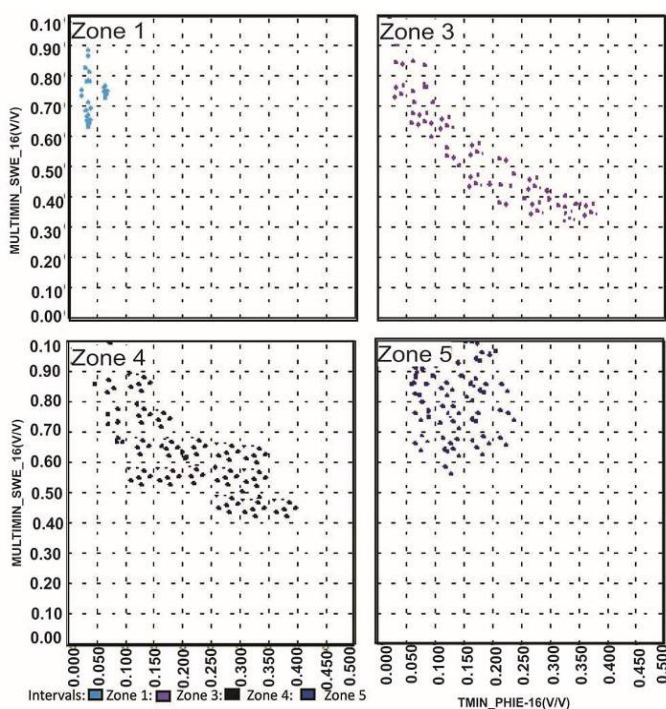 Zone 1
Zone 3
0.10
0.90
0.80
0.70
0.60
0.50
0.40
0.30
0.20
0.10
0.00
MULTIMIN_SWE_16(V/V)
Zone 4
Zone 5
0.10
0.90
0.80
0.70
0.60
0.50
0.40
0.30
0.20
0.10
0.00
MULTIMIN_SWE_16(V/V)
0.000 0.050 0.100 0.150 0.200 0.250 0.300 0.350 0.400 0.450 0.500
0.000 0.050 0.100 0.150 0.200 0.250 0.300 0.350 0.400 0.450 0.500
Intervals: Zone 1: Zone 3: Zone 4: Zone 5
TMIN_PHIE-16(V/V)